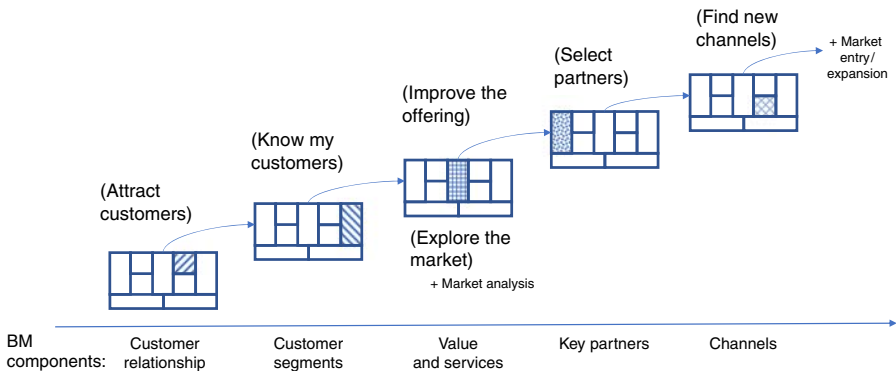 (Find new
channels)
+ Market
entry/
expansion
(Select
partners)
(Improve the
offering)
(Know my
customers)
(Attract
customers)
(Explore the
market)
+ Market analysis
BM
components:
Customer
relationship
Customer
segments
Value
and services
Key partners
Channels